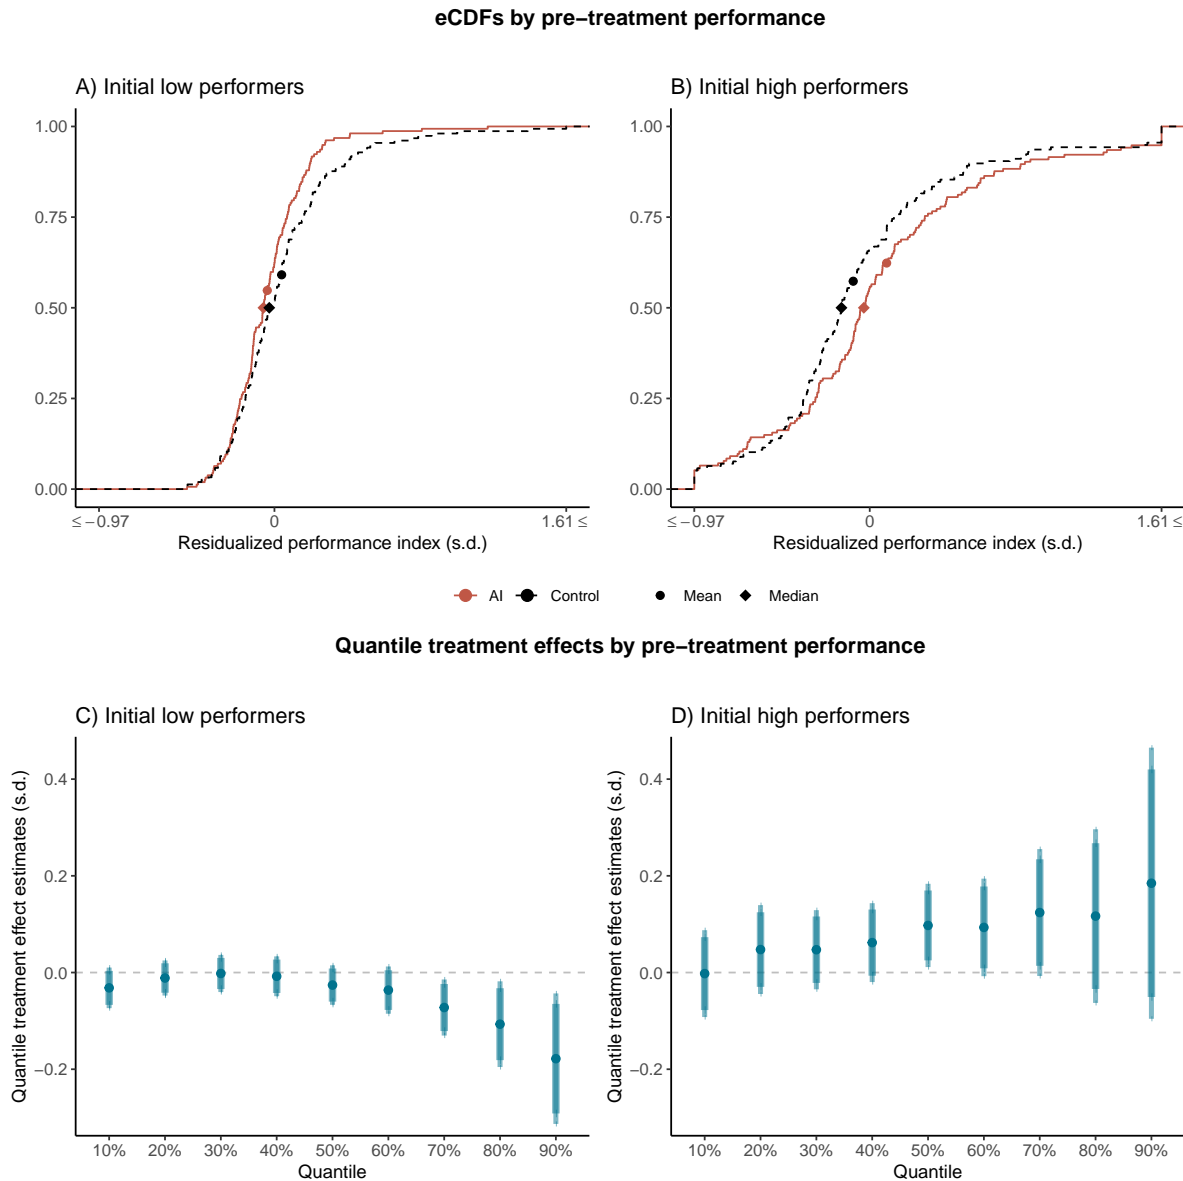 eCDFs by pre−treatment performance
A) Initial low performers
1.00
0.75
0.50
0.25
0.00
≤ −0.97
0
1.61 ≤
Residualized performance index (s.d.)
B) Initial high performers
1.00
0.75
0.50
0.25
0.00
≤ −0.97
0
1.61 ≤
Residualized performance index (s.d.)
AI Control Mean Median
Quantile treatment effects by pre−treatment performance
C) Initial low performers
Quantile treatment effect estimates (s.d.)
0.4
0.2
0.0
−0.2
10% 20% 30% 40% 50% 60% 70% 80% 90%
Quantile
D) Initial high performers
Quantile treatment effect estimates (s.d.)
0.4
0.2
0.0
−0.2
10% 20% 30% 40% 50% 60% 70% 80% 90%
Quantile